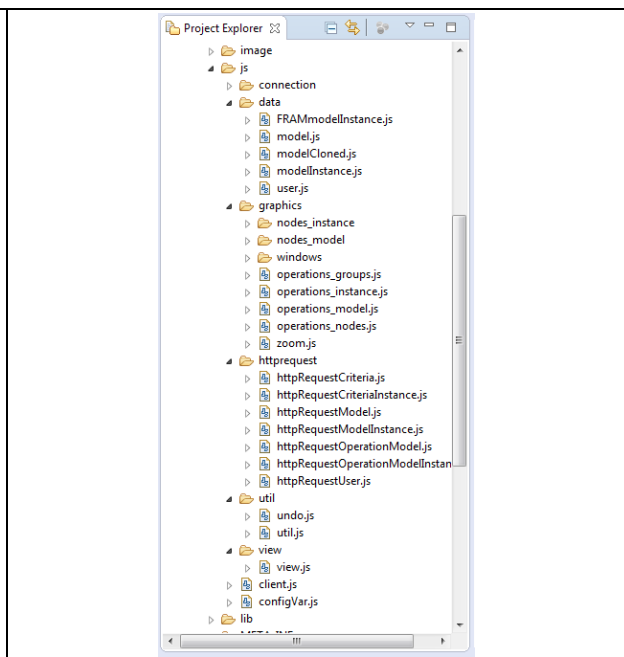 Project Explorer
image
js
connection
data
FRAMmodelInstance.js
model.js
modelCloned.js
modelInstance.js
user.js
graphics
nodes_instance
nodes_model
windows
operations_groups.js
operations_instance.js
operations_model.js
operations_nodes.js
zoom.js
httprequest
httpRequestCriteria.js
httpRequestCriteriaInstance.js
httpRequestModel.js
httpRequestModelInstance.js
httpRequestOperationModel.js
httpRequestOperationModelInstan
httpRequestUser.js
util
undo.js
util.js
view
view.js
client.js
configVar.js
lib